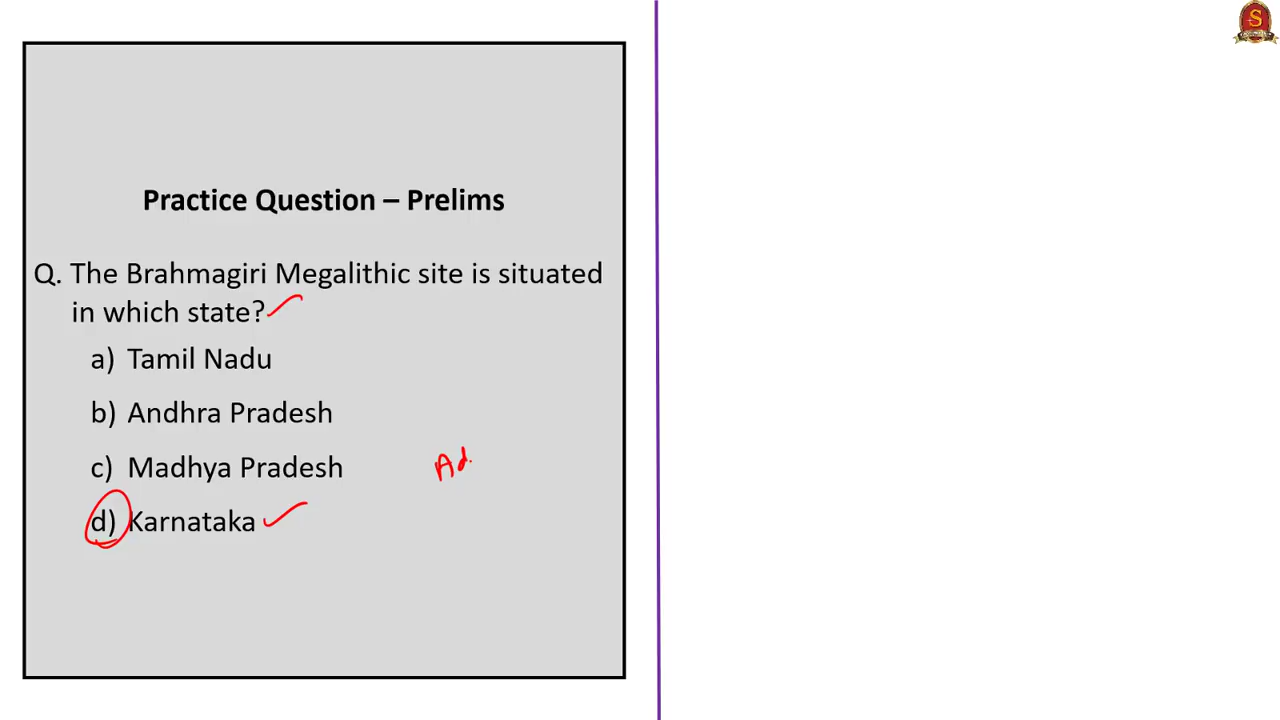 Practice Question – Prelims
Q. The Brahmagiri Megalithic site is situated
in which state?
a) Tamil Nadu
b) Andhra Pradesh
c) Madhya Pradesh
Ad
d) Karnataka
S